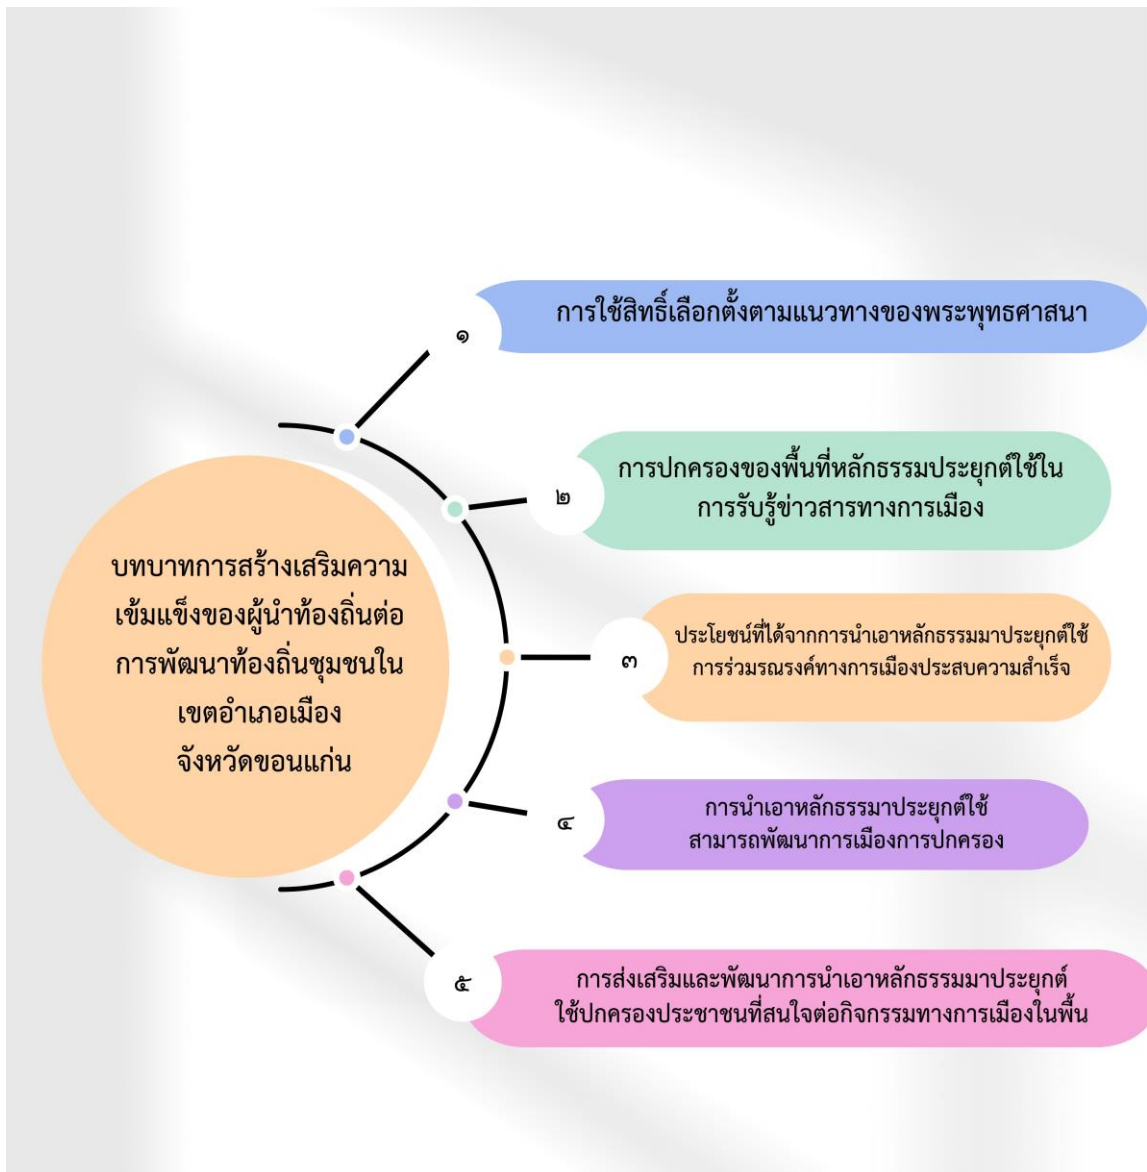 บทบาทการสร้างเสริมความ
เข้มแข็งของผู้นำท้องถิ่นต่อ
การพัฒนาท้องถิ่นชุมชนใน
เขตอำเภอเมือง
จังหวัดขอนแก่น
๑
การใช้สิทธิ์เลือกตั้งตามแนวทางของพระพุทธศาสนา
๒
การปกครองของพื้นที่หลักธรรมประยุกต์ใช้ใน
การรับรู้ข่าวสารทางการเมือง
๓
ประโยชน์ที่ได้จากการนำเอาหลักธรรมมาประยุกต์ใช้
การร่วมรณรงค์ทางการเมืองประสบความสำเร็จ
๔
การนำเอาหลักธรรมาประยุกต์ใช้
สามารถพัฒนาการเมืองการปกครอง
๕
การส่งเสริมและพัฒนาการนำเอาหลักธรรมมาประยุกต์
ใช้ปกครองประชาชนที่สนใจต่อกิจกรรมทางการเมืองในพื้น